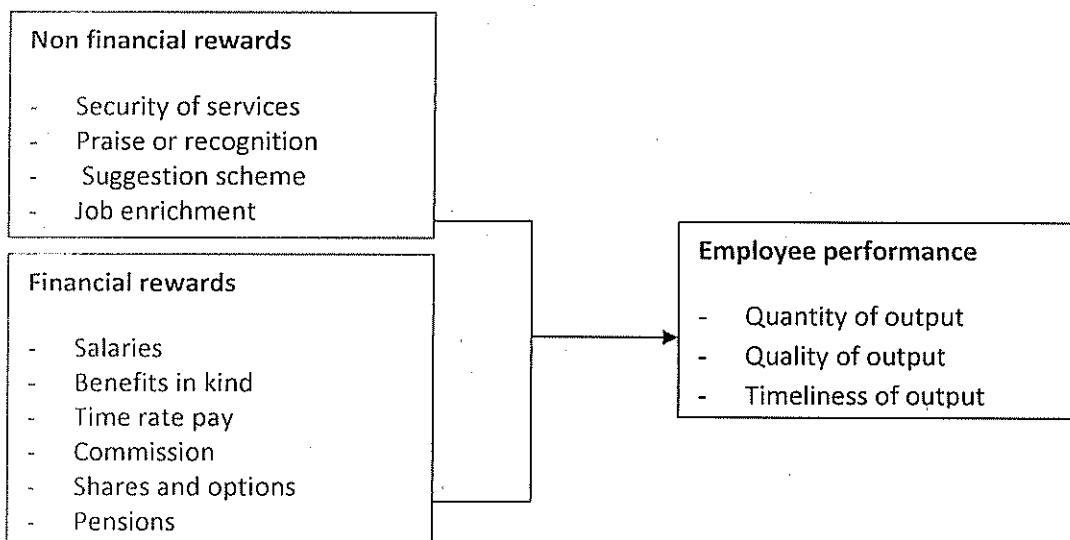 Non financial rewards
- Security of services
- Praise or recognition
- Suggestion scheme
- Job enrichment
Financial rewards
- Salaries
- Benefits in kind
- Time rate pay
- Commission
- Shares and options
- Pensions
Employee performance
- Quantity of output
- Quality of output
- Timeliness of output